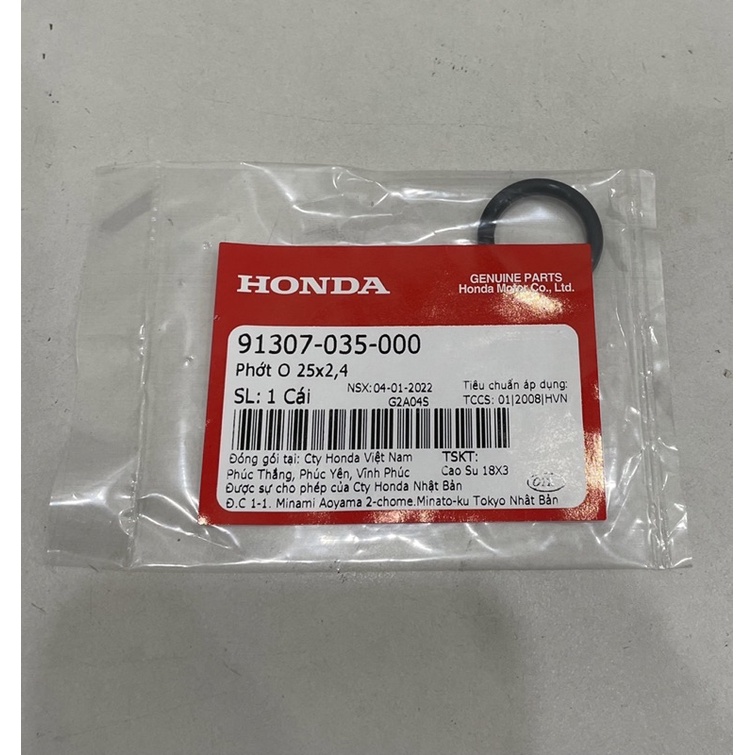 HONDA
GENUINE PARTS
Honda Motor Co., Ltd.
91307-035-000
Phớt O 25x2,4
SL: 1 Cái
NSX: 04-01-2022
G2A04S
Tiêu chuẩn áp dụng:
TCCS: 01|2008|HVN
Đóng gói tại: Cty Honda Việt Nam
Phúc Thắng, Phúc Yên, Vĩnh Phúc
TSKT:
Cao Su 18X3
Được sự cho phép của Cty Honda Nhật Bản
Đ.C 1-1. Minami Aoyama 2-chome.Minato-ku Tokyo Nhật Bản